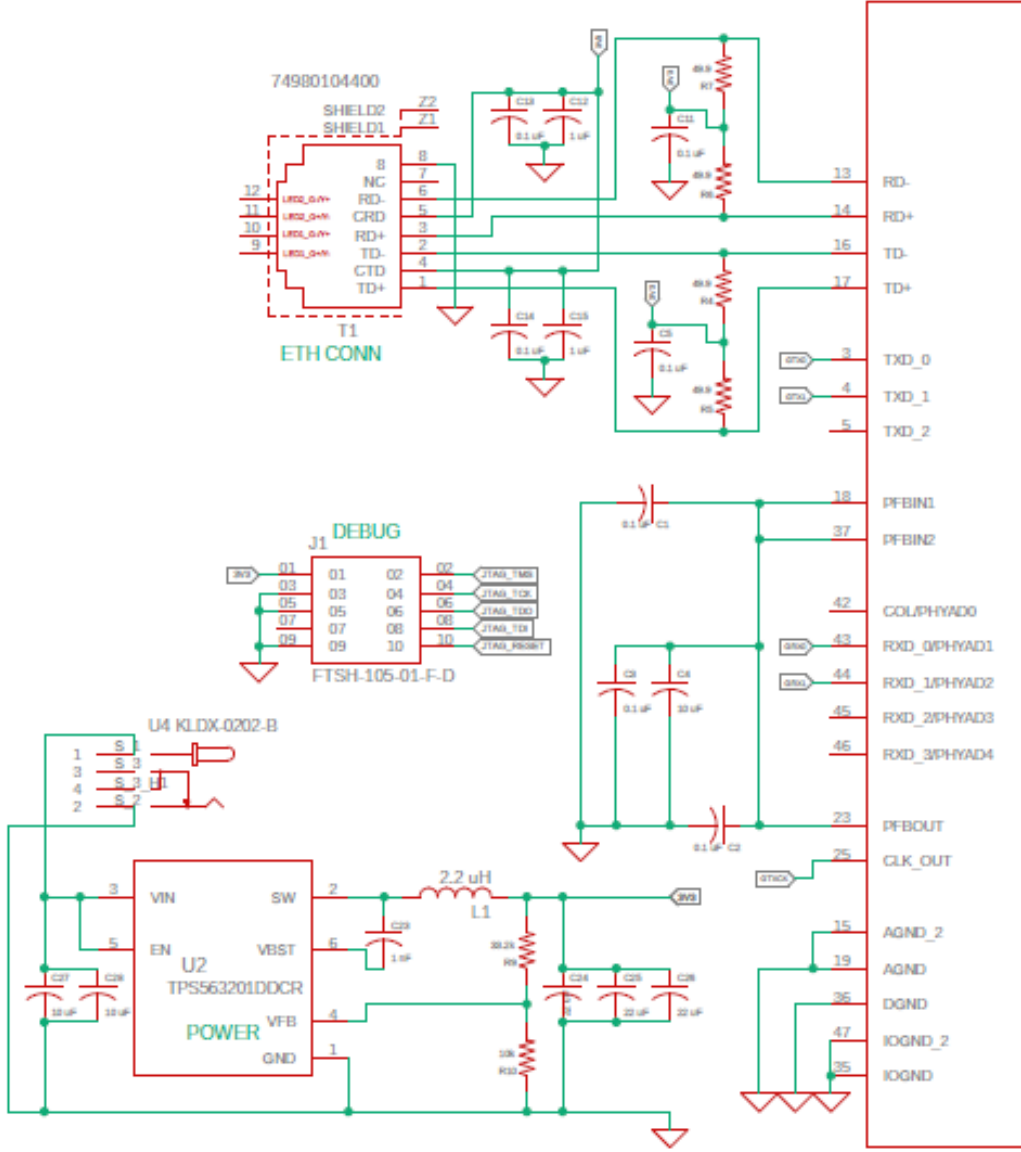 74980104400
SHIELD2 Z2
SHIELD1 Z1
8 8
NC 7
12 RD- 6
11 CRD 5
10 RD+ 3
9 TD- 2
CTD 4
TD+ 1
T1
ETH CONN
C13 C12
0.1 uF 1 uF
C11
0.1 uF
49.9
R7
49.9
R6
C14 C15
0.1 uF 1 uF
C5
0.1 uF
49.9
R4
49.9
R5
13 RD-
14 RD+
16 TD-
17 TD+
3 TXD_0
4 TXD_1
5 TXD_2
18 PFBIN1
37 PFBIN2
42 COL/PHYAD0
43 RXD_0/PHYAD1
44 RXD_1/PHYAD2
45 RXD_2/PHYAD3
46 RXD_3/PHYAD4
23 PFBOUT
25 CLK_OUT
15 AGND_2
19 AGND
36 DGND
47 IOGND_2
35 IOGND
0.1 uF C1
C3 C4
0.1 uF 10 uF
0.1 uF C2
DEBUG
J1
3V3 01 01 02 02 JTAG_TMS
03 03 04 04 JTAG_TCK
05 05 06 06 JTAG_TDO
07 07 08 08 JTAG_TDI
09 09 10 10 JTAG_RESET
FTSH-105-01-F-D
U4 KLDX-0202-B
1 S_1
3 S_3
4 S_3_H1
2 S_2
3 VIN SW 2
5 EN VBST 6
U2
TPS563201DDCR
VFB 4
POWER
GND 1
C27 C28
10 uF 10 uF
C23
2.2 uH
L1
3V3
33.2k
R9
10k
R10
C24 C25 C26
22 uF 22 uF